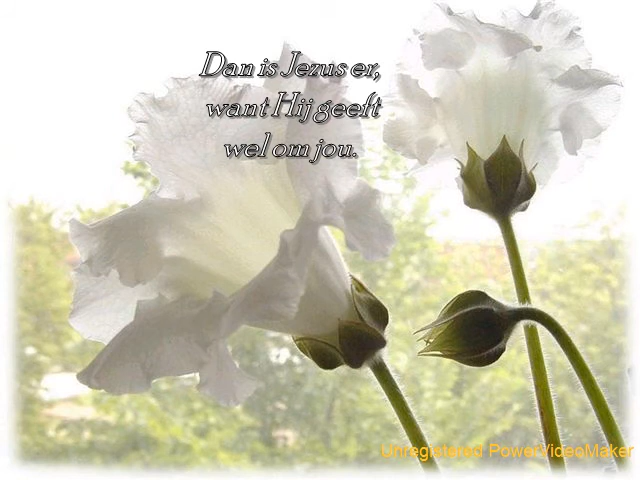 Dan is Jezus er,
want Hij geeft
wel om jou.
Unregistered PowerVideoMaker